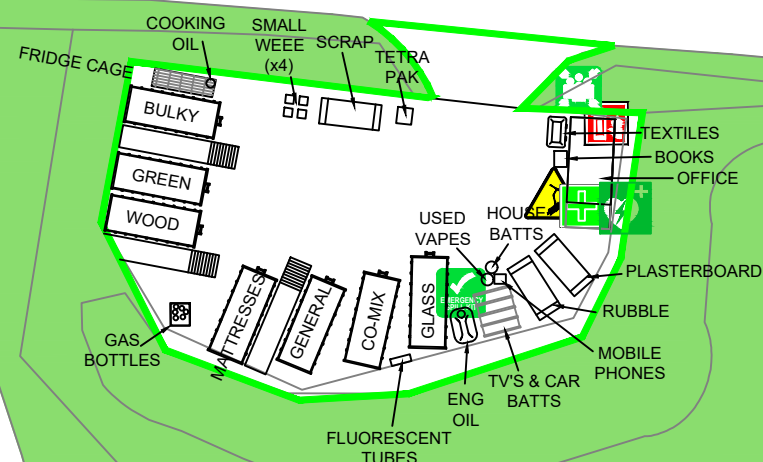 COOKING
OIL
SMALL
WEEE
(x4)
SCRAP
TETRA
PAK
FRIDGE CAGE
BULKY
GREEN
WOOD
TEXTILES
BOOKS
OFFICE
USED
VAPES
HOUSE
BATTS
PLASTERBOARD
RUBBLE
MOBILE
PHONES
TV'S & CAR
BATTS
ENG
OIL
EMERGENCY
GLASS
CO-MIX
GENERAL
MATTRESSES
GAS
BOTTLES
FLUORESCENT
TUBES